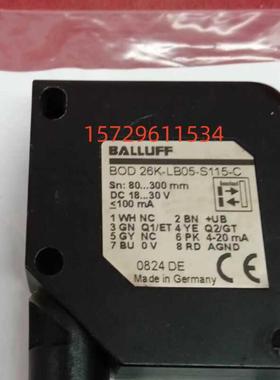 15729611534
BALLUFF
BOD 26K-LB05-S115-C
Sn: 80...300 mm
DC 18...30 V
≤100 mA
1 WH NC 2 BN +UB
3 GN Q1/ET 4 YE Q2/GT
5 GY NC 6 PK 4-20 mA
7 BU 0 V 8 RD AGND
0824 DE
Made in Germany